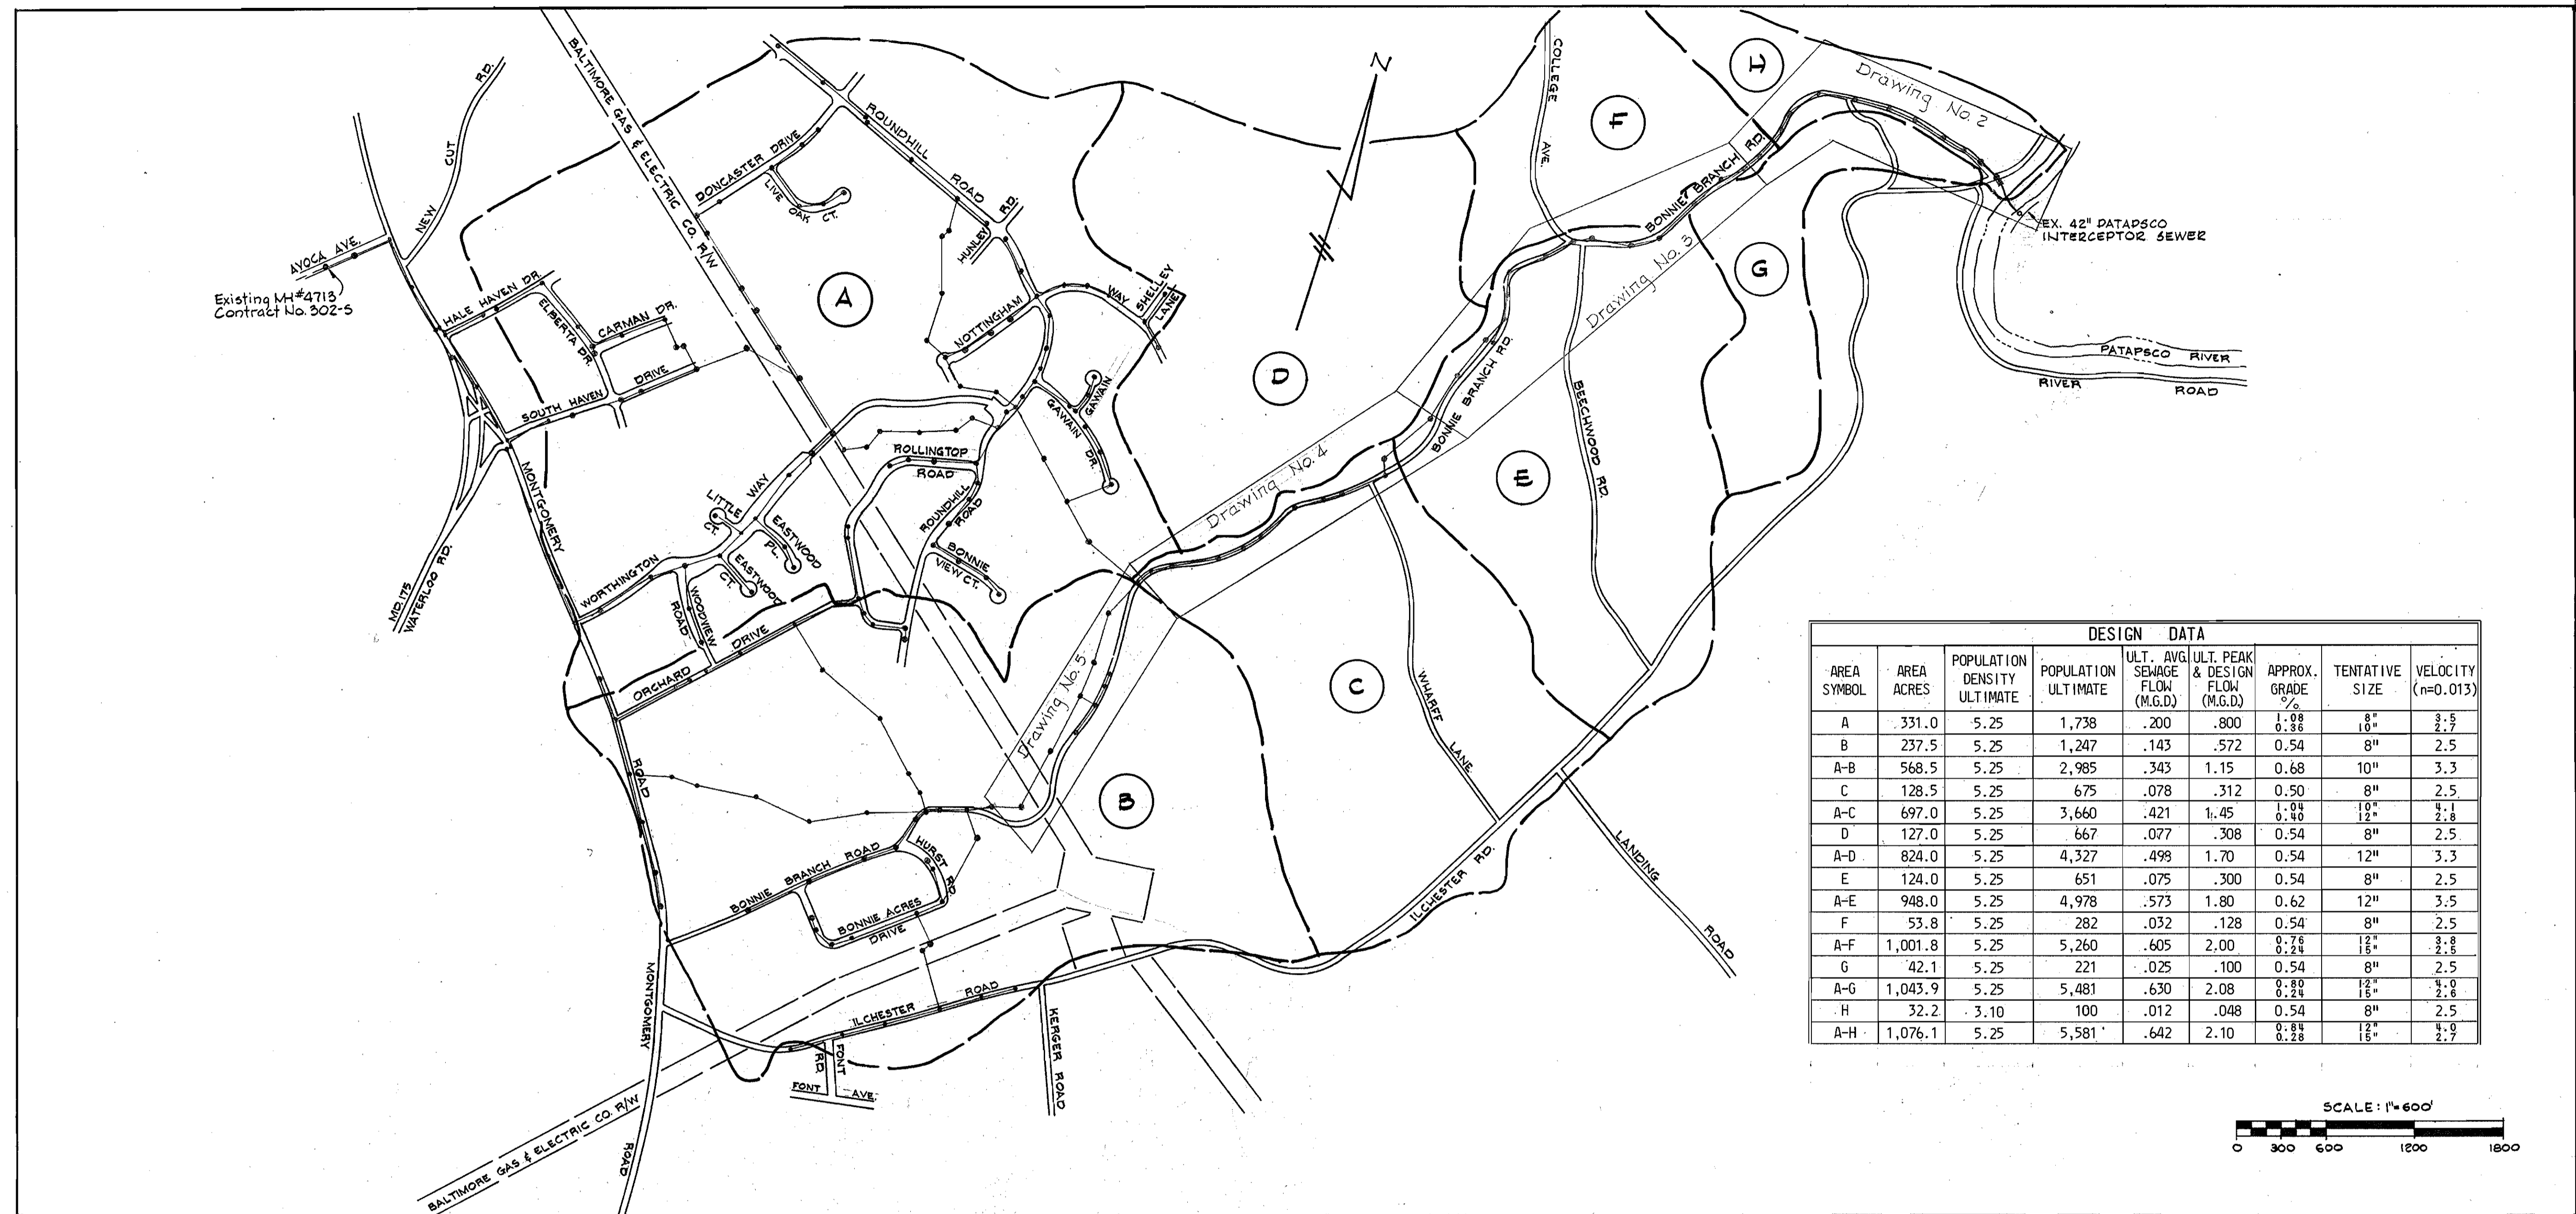 BALTIMORE GAS & ELECTRIC CO. R/W
NEW CUT RD.
AVOCA AVE.
Existing MH#4713
Contract No. 302-S
HALE HAVEN DR.
ELBERTA DR.
CARMAN DR.
SOUTH HAVEN DRIVE
MD. 175
WATERLOO RD.
MONTGOMERY
ROAD
DONCASTER DRIVE
LIVE OAK CT.
ROUNDHILL ROAD
HUNLEY RD.
NOTTINGHAM WAY
SHELLEY
LANE
GAWAIN
GAWAIN DR.
ROLLINGTOP
ROAD
ROUNDHILL
ROAD
BONNIE
VIEW CT.
LITTLE
CT.
WORTHINGTON WAY
EASTWOOD
PL.
EASTWOOD
CT.
WOODVIEW
ROAD
ORCHARD DRIVE
A
B
C
D
E
F
G
H
N
COLLEGE AVE.
BONNIE BRANCH RD.
BONNIE BRANCH RD.
BEECHWOOD RD.
WHARFF LANE
LANDING ROAD
ILCHESTER RD.
Drawing No. 2
Drawing No. 3
Drawing No. 4
Drawing No. 5
EX. 42" PATAPSCO
INTERCEPTOR SEWER
PATAPSCO RIVER
RIVER ROAD
BONNIE BRANCH ROAD
HURST RD.
BONNIE ACRES
DRIVE
ILCHESTER ROAD
KERGER ROAD
FONT
RD
FONT AVE.
MONTGOMERY
ROAD
BALTIMORE GAS & ELECTRIC CO. R/W
DESIGN DATA
AREA SYMBOL | AREA ACRES | POPULATION DENSITY ULTIMATE | POPULATION ULTIMATE | ULT. AVG. SEWAGE FLOW (M.G.D.) | ULT. PEAK & DESIGN FLOW (M.G.D.) | APPROX. GRADE % | TENTATIVE SIZE | VELOCITY (n=0.013)
A 331.0 5.25 1,738 .200 .800 1.08 0.36 8" 10" 3.5 2.7
B 237.5 5.25 1,247 .143 .572 0.54 8" 2.5
A-B 568.5 5.25 2,985 .343 1.15 0.68 10" 3.3
C 128.5 5.25 675 .078 .312 0.50 8" 2.5
A-C 697.0 5.25 3,660 .421 1.45 1.04 0.40 10" 12" 4.1 2.8
D 127.0 5.25 667 .077 .308 0.54 8" 2.5
A-D 824.0 5.25 4,327 .498 1.70 0.54 12" 3.3
E 124.0 5.25 651 .075 .300 0.54 8" 2.5
A-E 948.0 5.25 4,978 .573 1.80 0.62 12" 3.5
F 53.8 5.25 282 .032 .128 0.54 8" 2.5
A-F 1,001.8 5.25 5,260 .605 2.00 0.76 0.24 12" 15" 3.8 2.5
G 42.1 5.25 221 .025 .100 0.54 8" 2.5
A-G 1,043.9 5.25 5,481 .630 2.08 0.80 0.24 12" 15" 4.0 2.6
H 32.2 3.10 100 .012 .048 0.54 8" 2.5
A-H 1,076.1 5.25 5,581 .642 2.10 0.84 0.28 12" 15" 4.0 2.7
SCALE: 1"=600'
0 300 600 1200 1800